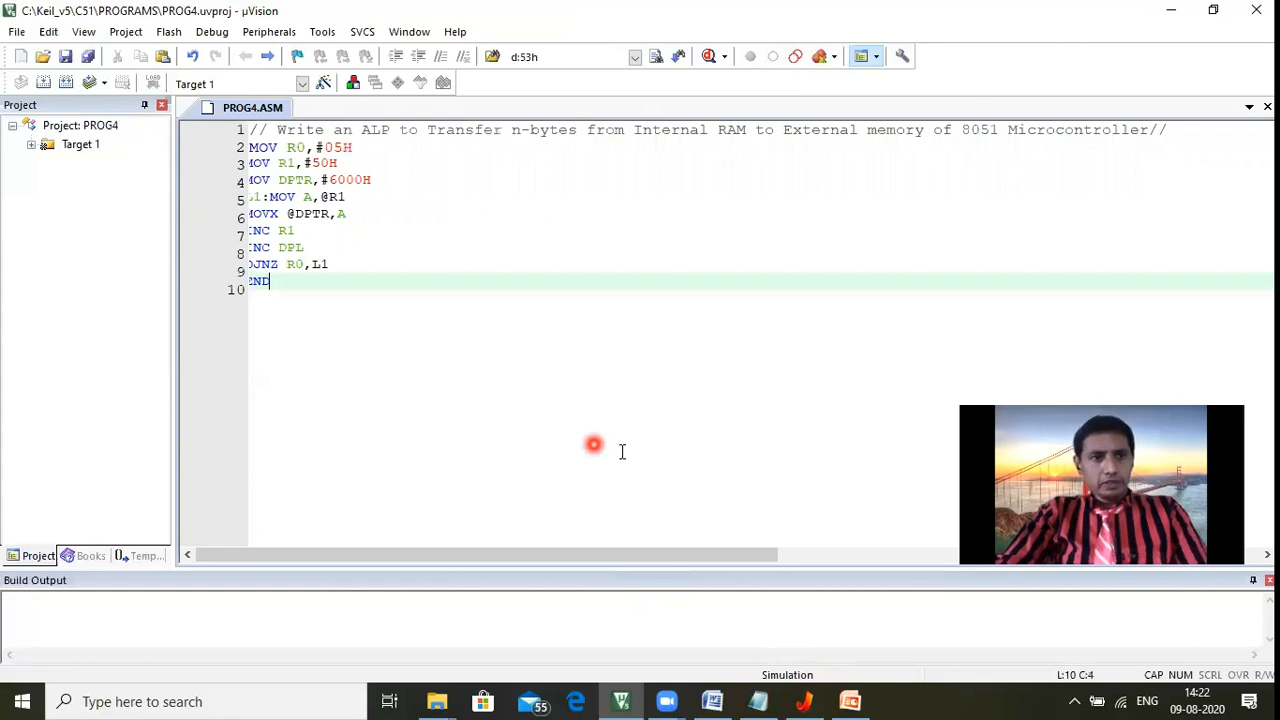 C:\Keil_v5\C51\PROGRAMS\PROG4.uvproj - µVision
File Edit View Project Flash Debug Peripherals Tools SVCS Window Help
d:53h
Target 1
Project
PROG4.ASM
Project: PROG4
Target 1
1 // Write an ALP to Transfer n-bytes from Internal RAM to External memory of 8051 Microcontroller//
2 MOV R0,#05H
3 MOV R1,#50H
4 MOV DPTR,#6000H
5 L1:MOV A,@R1
6 MOVX @DPTR,A
7 INC R1
8 INC DPL
9 DJNZ R0,L1
10 END
Project Books Temp...
Build Output
Simulation L:10 C:4 CAP NUM SCRL OVR R/W
Type here to search
55
ENG
14:22
09-08-2020